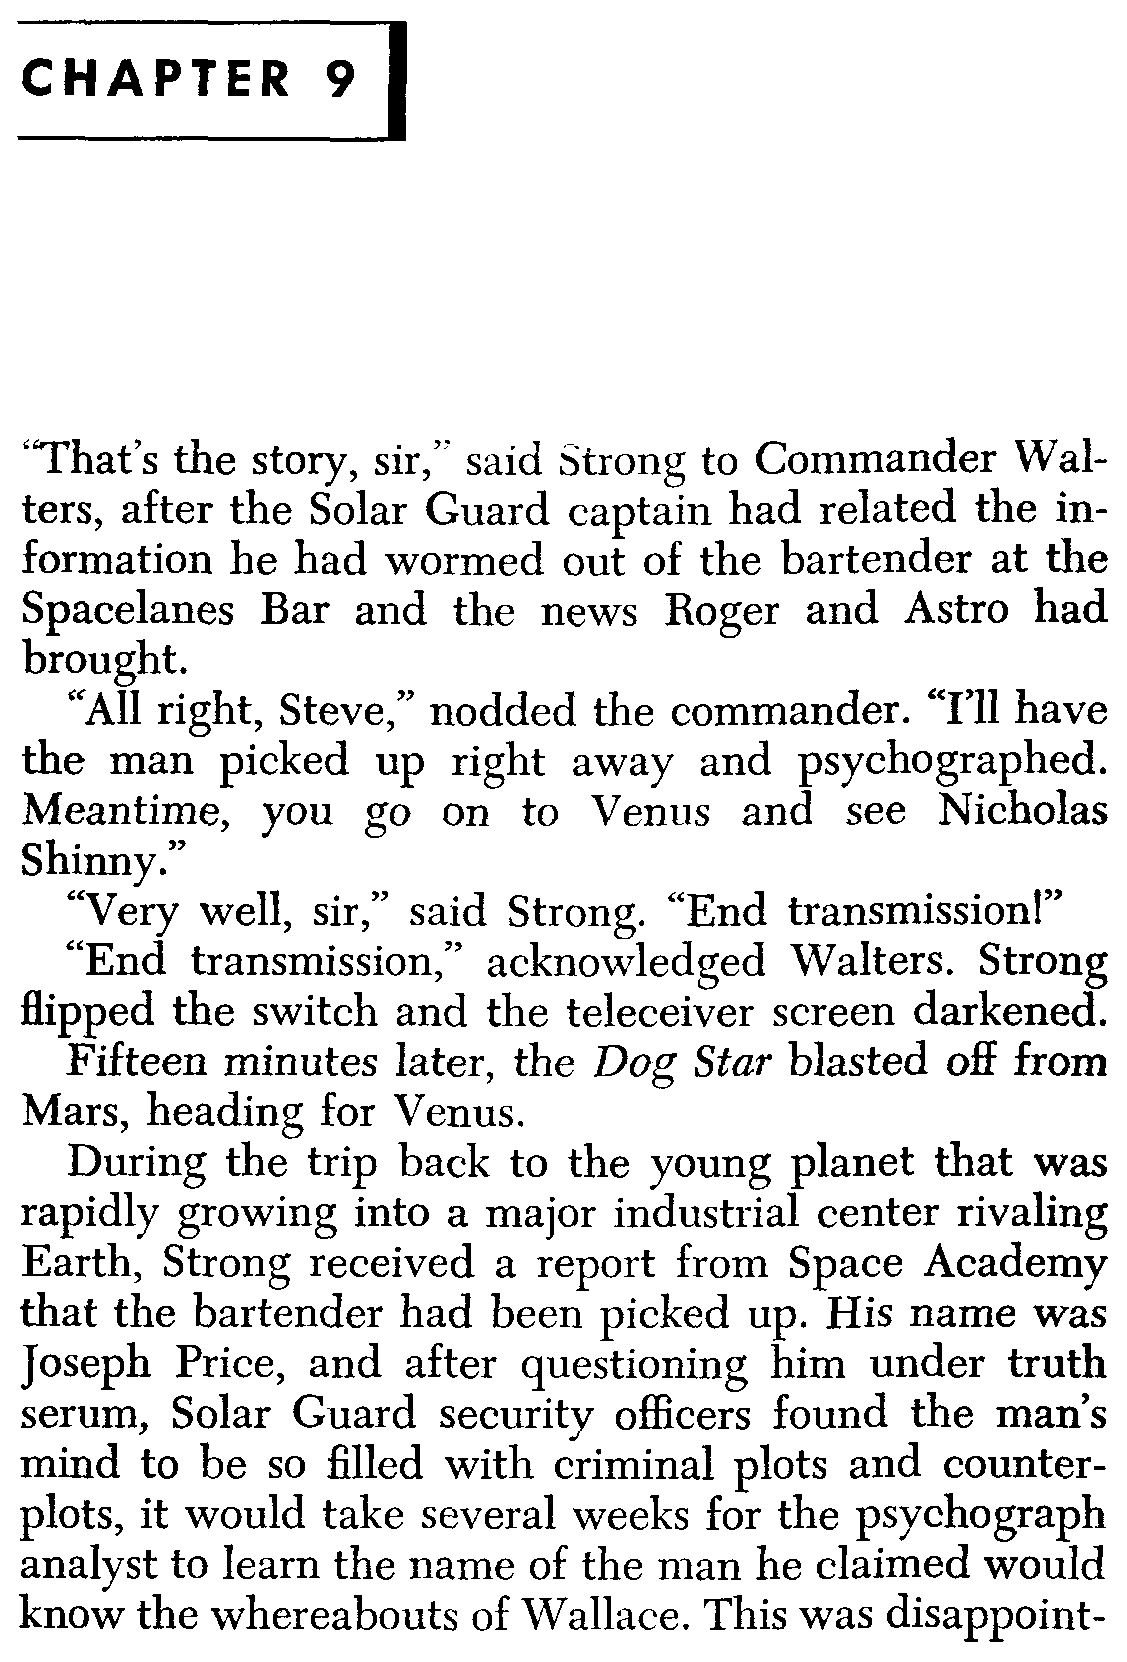 CHAPTER 9
“That’s the story, sir,” said Strong to Commander Wal-
ters, after the Solar Guard captain had related the in-
formation he had wormed out of the bartender at the
Spacelanes Bar and the news Roger and Astro had
brought.
“All right, Steve,” nodded the commander. “I’ll have
the man picked up right away and psychographed.
Meantime, you go on to Venus and see Nicholas
Shinny.”
“Very well, sir,” said Strong. “End transmission!”
“End transmission,” acknowledged Walters. Strong
flipped the switch and the teleceiver screen darkened.
Fifteen minutes later, the Dog Star blasted off from
Mars, heading for Venus.
During the trip back to the young planet that was
rapidly growing into a major industrial center rivaling
Earth, Strong received a report from Space Academy
that the bartender had been picked up. His name was
Joseph Price, and after questioning him under truth
serum, Solar Guard security officers found the man’s
mind to be so filled with criminal plots and counter-
plots, it would take several weeks for the psychograph
analyst to learn the name of the man he claimed would
know the whereabouts of Wallace. This was disappoint-